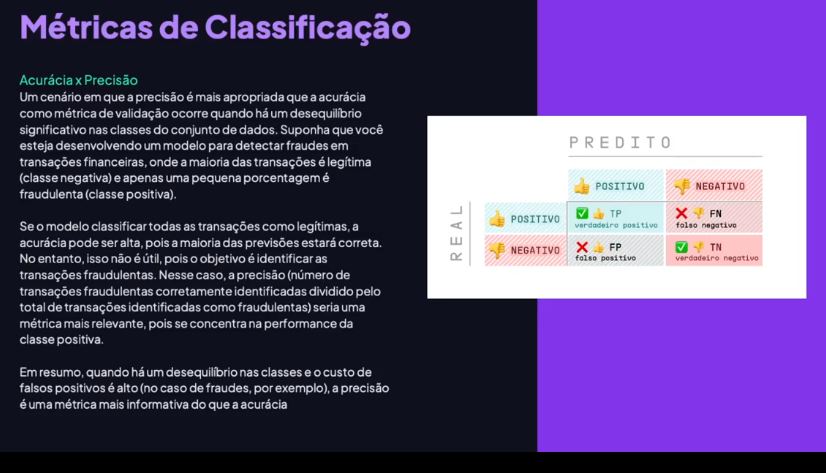 Métricas de Classificação
Acurácia x Precisão
Um cenário em que a precisão é mais apropriada que a acurácia
como métrica de validação ocorre quando há um desequilíbrio
significativo nas classes do conjunto de dados. Suponha que você
esteja desenvolvendo um modelo para detectar fraudes em
transações financeiras, onde a maioria das transações é legítima
(classe negativa) e apenas uma pequena porcentagem é
fraudulenta (classe positiva).
Se o modelo classificar todas as transações como legítimas, a
acurácia pode ser alta, pois a maioria das previsões estará correta.
No entanto, isso não é útil, pois o objetivo é identificar as
transações fraudulentas. Nesse caso, a precisão (número de
transações fraudulentas corretamente identificadas dividido pelo
total de transações identificadas como fraudulentas) seria uma
métrica mais relevante, pois se concentra na performance da
classe positiva.
Em resumo, quando há um desequilíbrio nas classes e o custo de
falsos positivos é alto (no caso de fraudes, por exemplo), a precisão
é uma métrica mais informativa do que a acurácia
PREDITO
POSITIVO NEGATIVO
REAL
POSITIVO TP FN
verdadeiro positivo falso negativo
NEGATIVO FP TN
falso positivo verdadeiro negativo